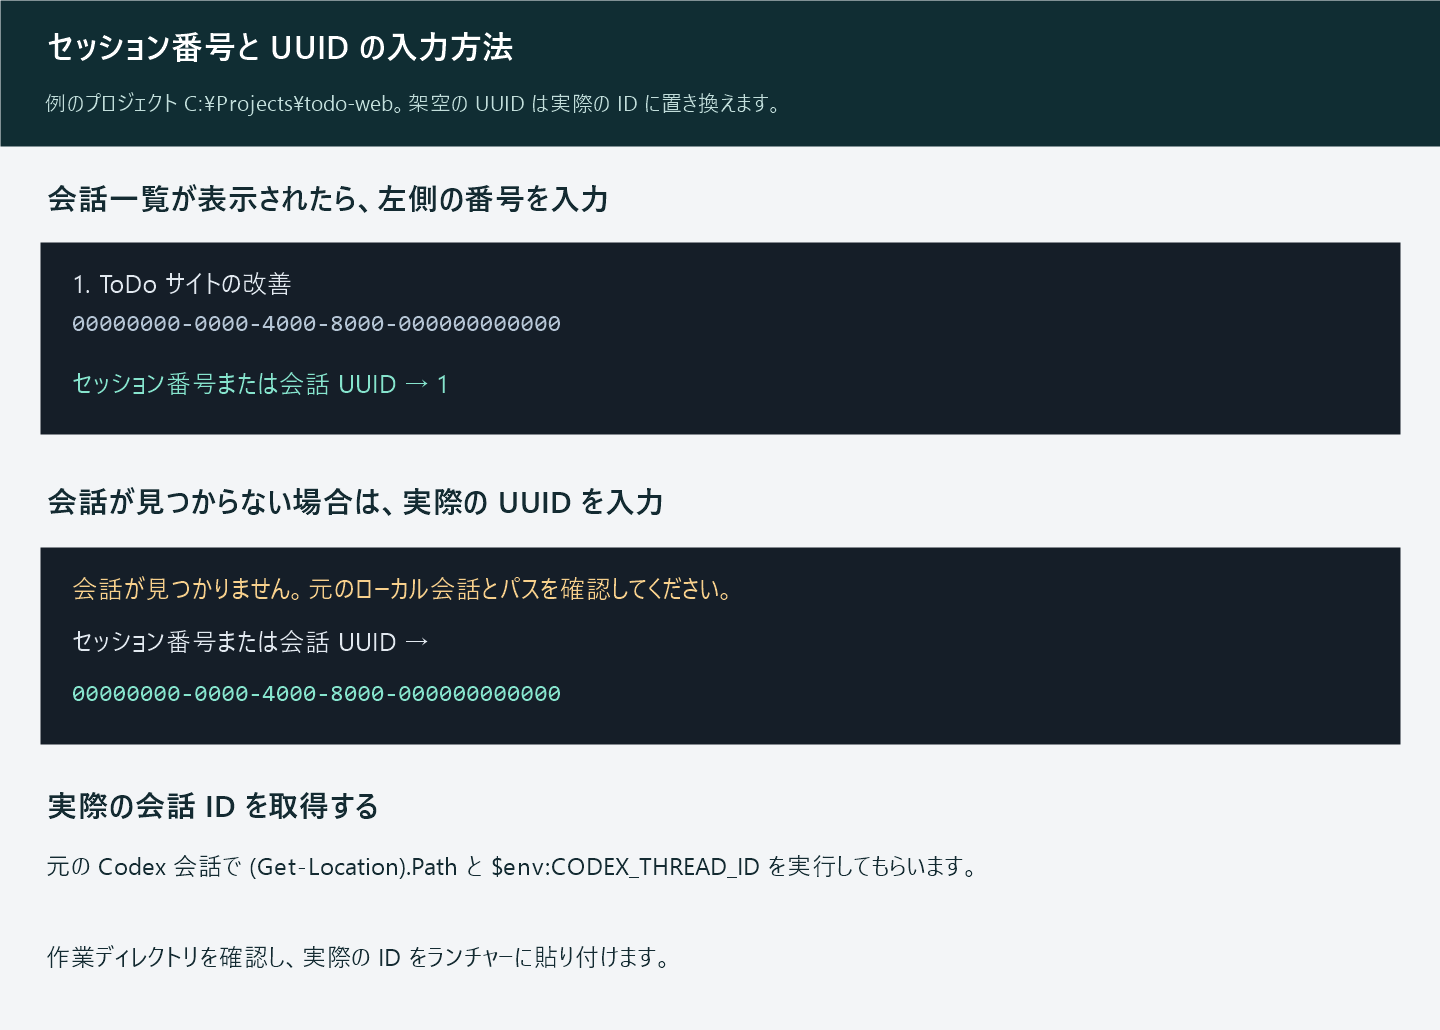 セッション番号と UUID の入力方法
例のプロジェクト C:¥Projects¥todo-web。架空の UUID は実際の ID に置き換えます。
会話一覧が表示されたら、左側の番号を入力
1. ToDo サイトの改善
00000000-0000-4000-8000-000000000000
セッション番号または会話 UUID → 1
会話が見つからない場合は、実際の UUID を入力
会話が見つかりません。元のローカル会話とパスを確認してください。
セッション番号または会話 UUID →
00000000-0000-4000-8000-000000000000
実際の会話 ID を取得する
元の Codex 会話で (Get-Location).Path と $env:CODEX_THREAD_ID を実行してもらいます。
作業ディレクトリを確認し、実際の ID をランチャーに貼り付けます。